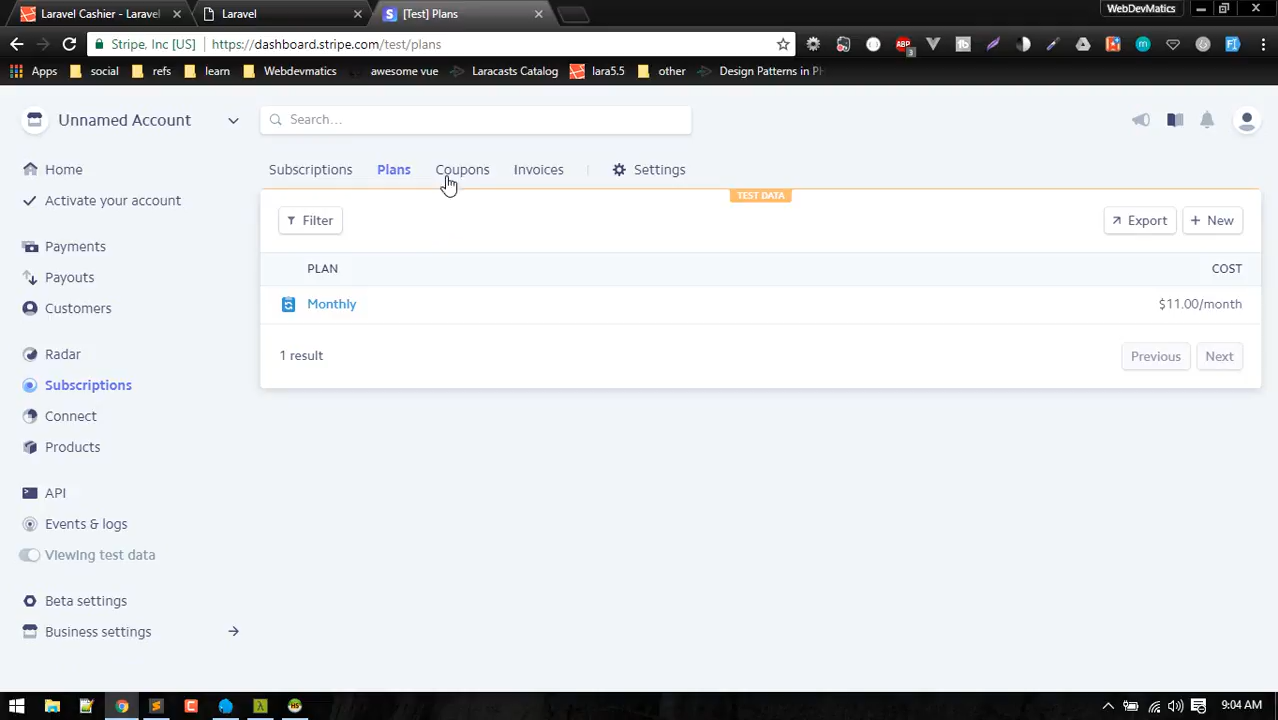 Laravel Cashier - Laravel
Laravel
[Test] Plans
WebDevMatics
Stripe, Inc [US]
https://dashboard.stripe.com/test/plans
Apps
social
refs
learn
Webdevmatics
awesome vue
Laracasts Catalog
lara5.5
other
Design Patterns in PH
Unnamed Account
Search...
Home
Activate your account
Payments
Payouts
Customers
Radar
Subscriptions
Connect
Products
API
Events & logs
Viewing test data
Beta settings
Business settings
Subscriptions
Plans
Coupons
Invoices
Settings
TEST DATA
Filter
Export
New
PLAN
COST
Monthly
$11.00/month
1 result
Previous
Next
9:04 AM